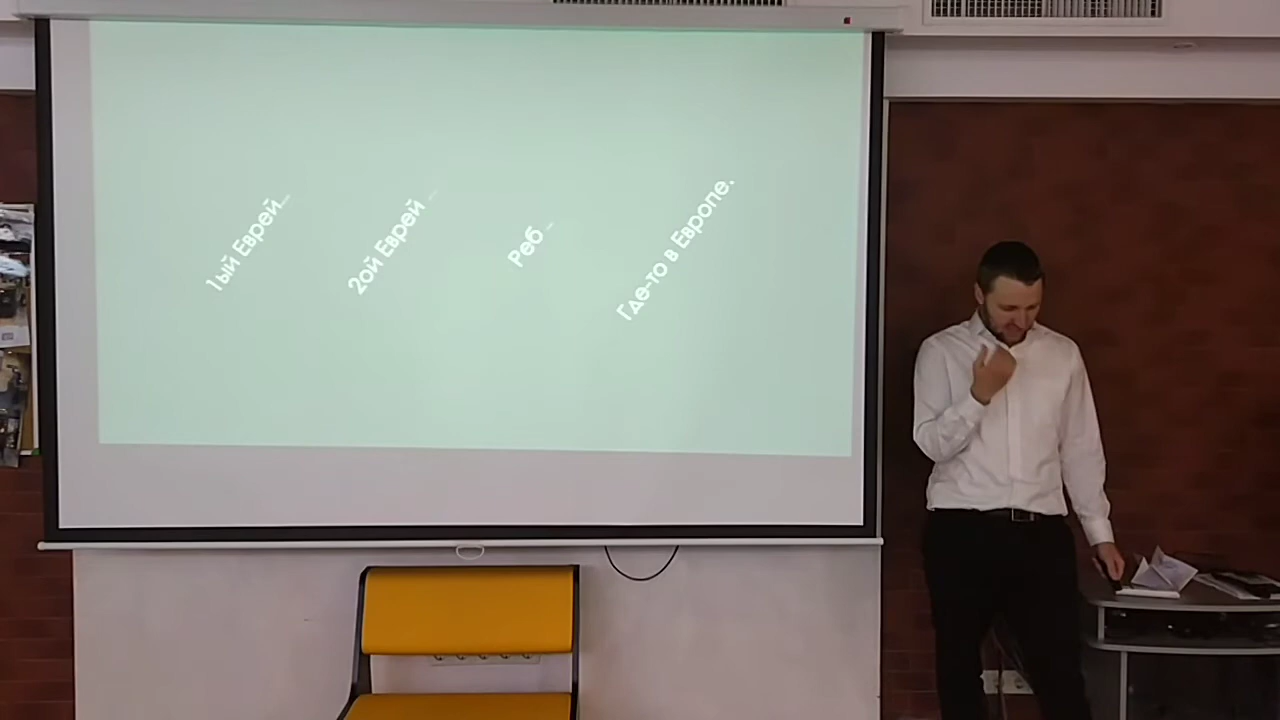 1ый Еврей...
2ой Еврей ...
Реб ...
Где-то в Европе.